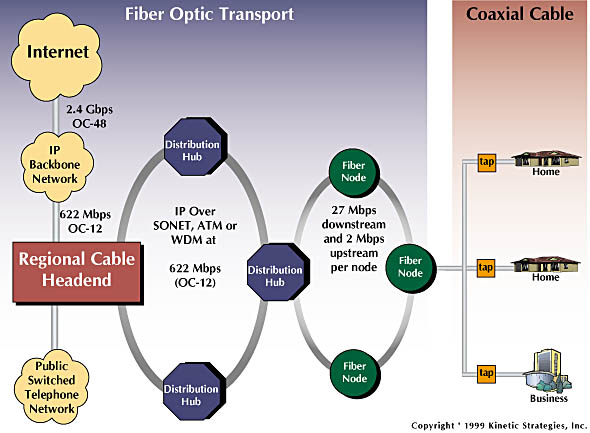 Fiber Optic Transport
Coaxial Cable
Internet
2.4 Gbps
OC-48
IP
Backbone
Network
622 Mbps
OC-12
Regional Cable
Headend
Public
Switched
Telephone
Network
Distribution
Hub
IP Over
SONET, ATM or
WDM at
622 Mbps
(OC-12)
Distribution
Hub
Distribution
Hub
Fiber
Node
27 Mbps
downstream
and 2 Mbps
upstream
per node
Fiber
Node
Fiber
Node
tap
Home
tap
Home
tap
Business
Copyright ' 1999 Kinetic Strategies, Inc.